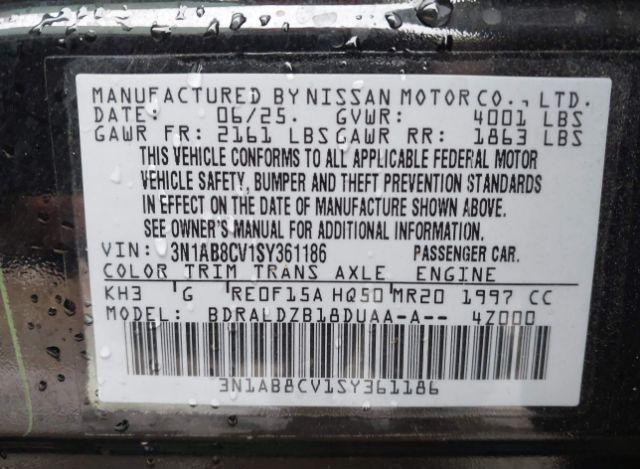 MANUFACTURED BY NISSAN MOTOR CO., LTD.
DATE: 06/25. GVWR: 4001 LBS
GAWR FR: 2161 LBS GAWR RR: 1863 LBS
THIS VEHICLE CONFORMS TO ALL APPLICABLE FEDERAL MOTOR
VEHICLE SAFETY, BUMPER AND THEFT PREVENTION STANDARDS
IN EFFECT ON THE DATE OF MANUFACTURE SHOWN ABOVE.
SEE OWNER'S MANUAL FOR ADDITIONAL INFORMATION.
VIN: 3N1AB8CV1SY361186 PASSENGER CAR.
COLOR TRIM TRANS AXLE ENGINE
KH3 G RE0F15A HQ50 MR20 1997 CC
MODEL: BDRALDZB18DUAA-A-- 4Z000
3N1AB8CV1SY361186